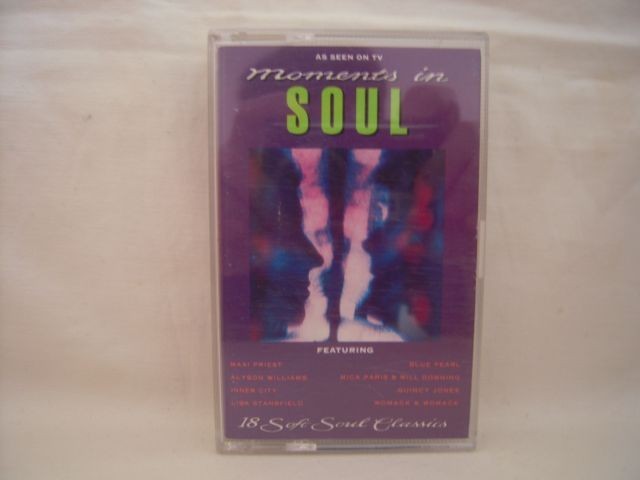 AS SEEN ON TV
moments in
SOUL
FEATURING
MAXI PRIEST BLUE PEARL
ALYSON WILLIAMS MICA PARIS & WILL DOWNING
INNER CITY QUINCY JONES
LISA STANSFIELD WOMACK & WOMACK
18 Soft Soul Classics